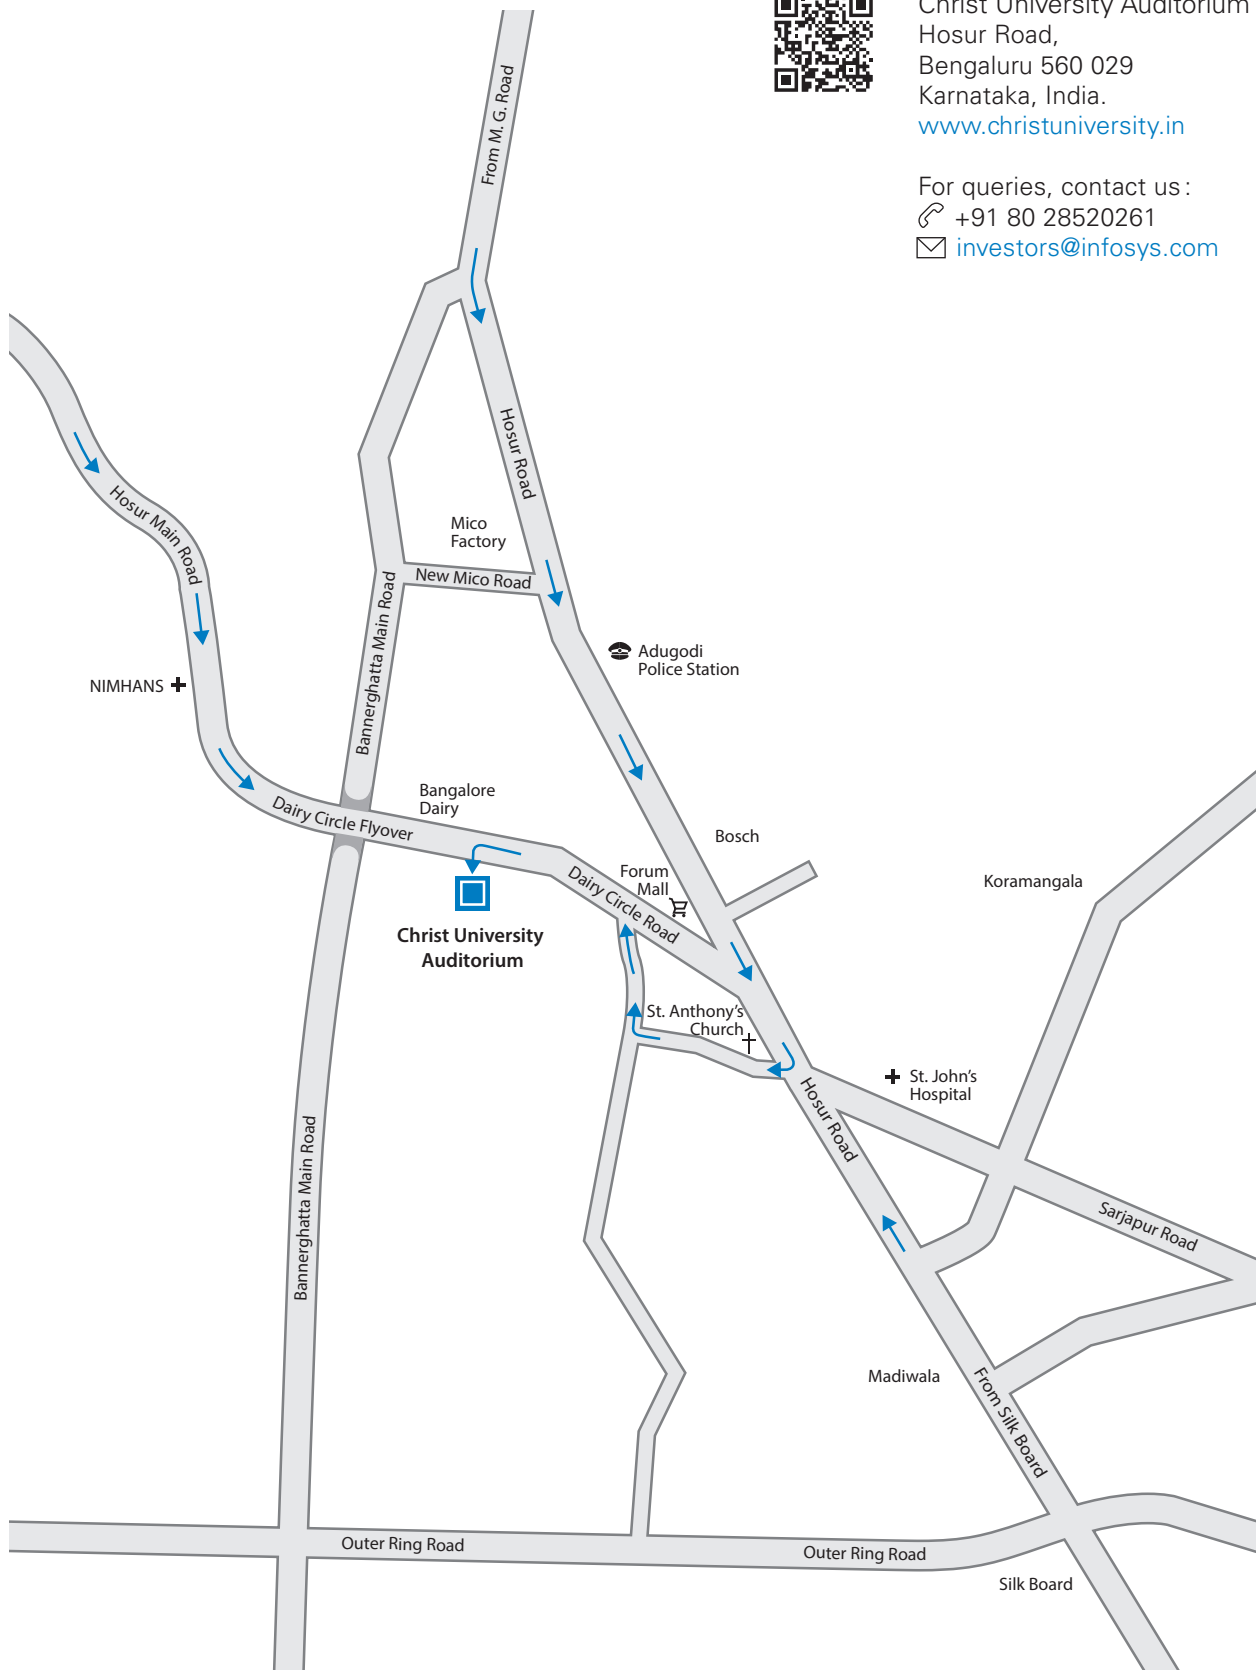 Christ University Auditorium
Hosur Road,
Bengaluru 560 029
Karnataka, India.
www.christuniversity.in
For queries, contact us :
+91 80 28520261
investors@infosys.com
From M. G. Road
Hosur Road
Hosur Main Road
Mico
Factory
New Mico Road
Bannerghatta Main Road
Adugodi
Police Station
NIMHANS
Bangalore
Dairy
Dairy Circle Flyover
Bosch
Forum
Mall
Dairy Circle Road
Koramangala
Christ University
Auditorium
St. Anthony's
Church
St. John's
Hospital
Hosur Road
Bannerghatta Main Road
Sarjapur Road
Madiwala
From Silk Board
Outer Ring Road
Outer Ring Road
Silk Board